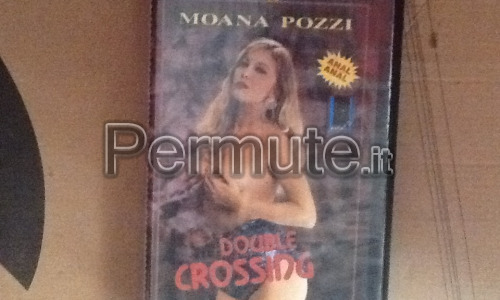 MOANA POZZI
ANAL
ANAL
Permute.it
DOUBLE
CROSSING